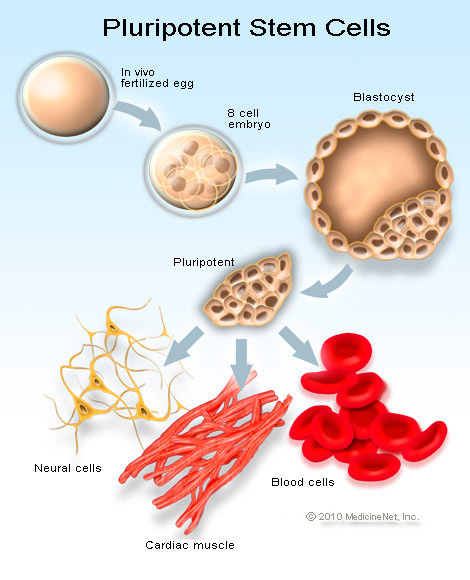 Pluripotent Stem Cells
In vivo
fertilized egg
8 cell
embryo
Blastocyst
Pluripotent
Neural cells
Blood cells
© 2010 MedicineNet, Inc.
Cardiac muscle